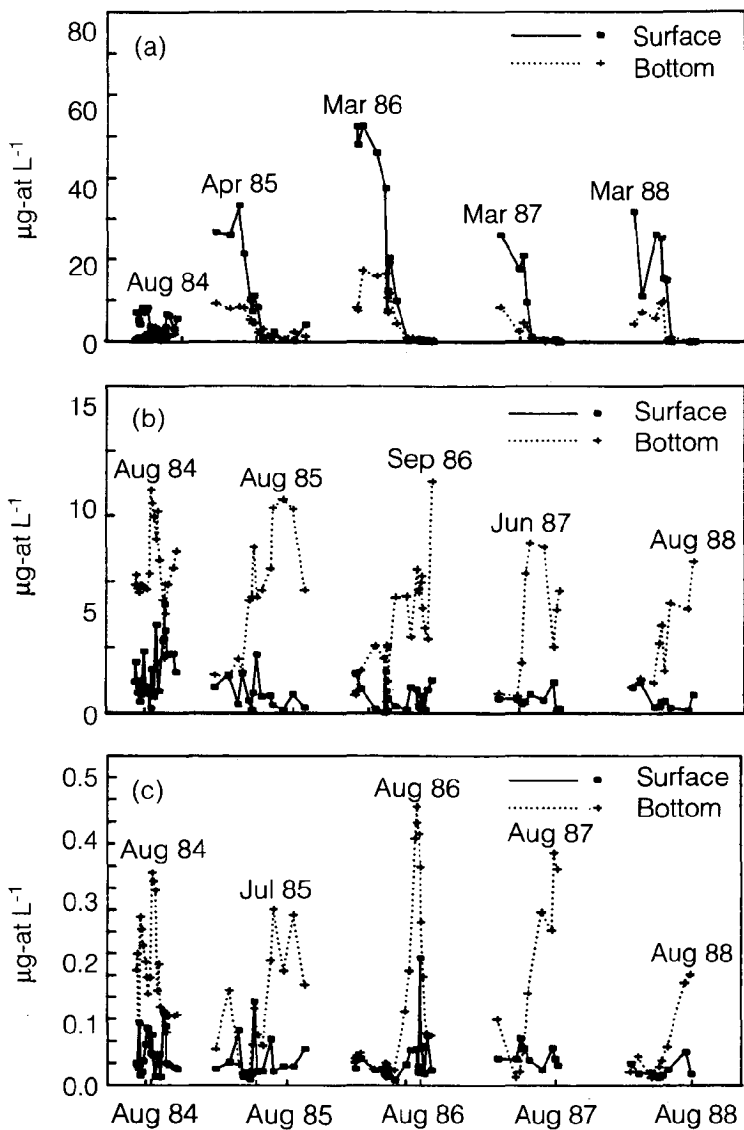 80
(a)
Surface
Bottom
60
Mar 86
µg-at L⁻¹
40
Apr 85
Mar 87
Mar 88
20
Aug 84
0
15
(b)
Surface
Bottom
Aug 84
Aug 85
Sep 86
10
µg-at L⁻¹
Jun 87
Aug 88
5
0
0.5
(c)
Surface
Bottom
Aug 86
0.4
Aug 84
Aug 87
Jul 85
0.3
µg-at L⁻¹
0.2
Aug 88
0.1
0.0
Aug 84 Aug 85 Aug 86 Aug 87 Aug 88